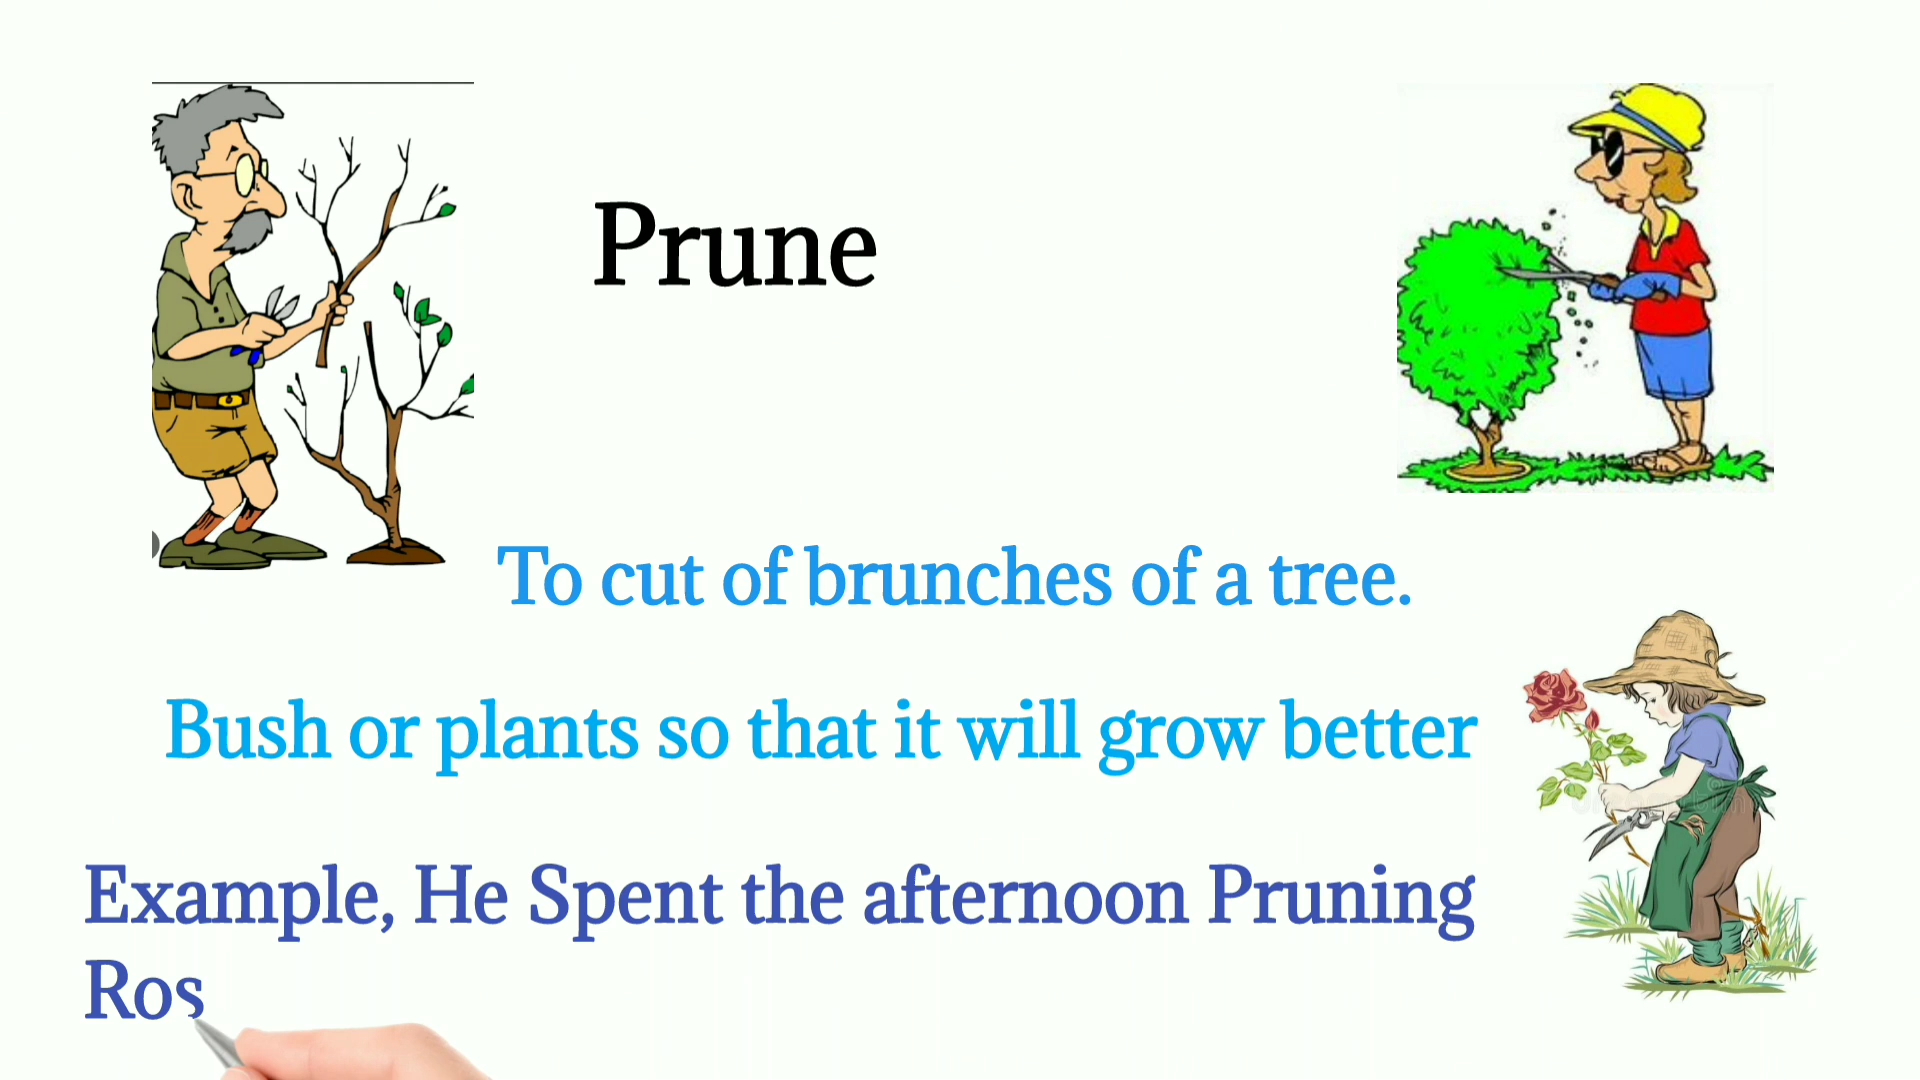 Prune
To cut of brunches of a tree.
Bush or plants so that it will grow better
Example, He Spent the afternoon Pruning
Ros